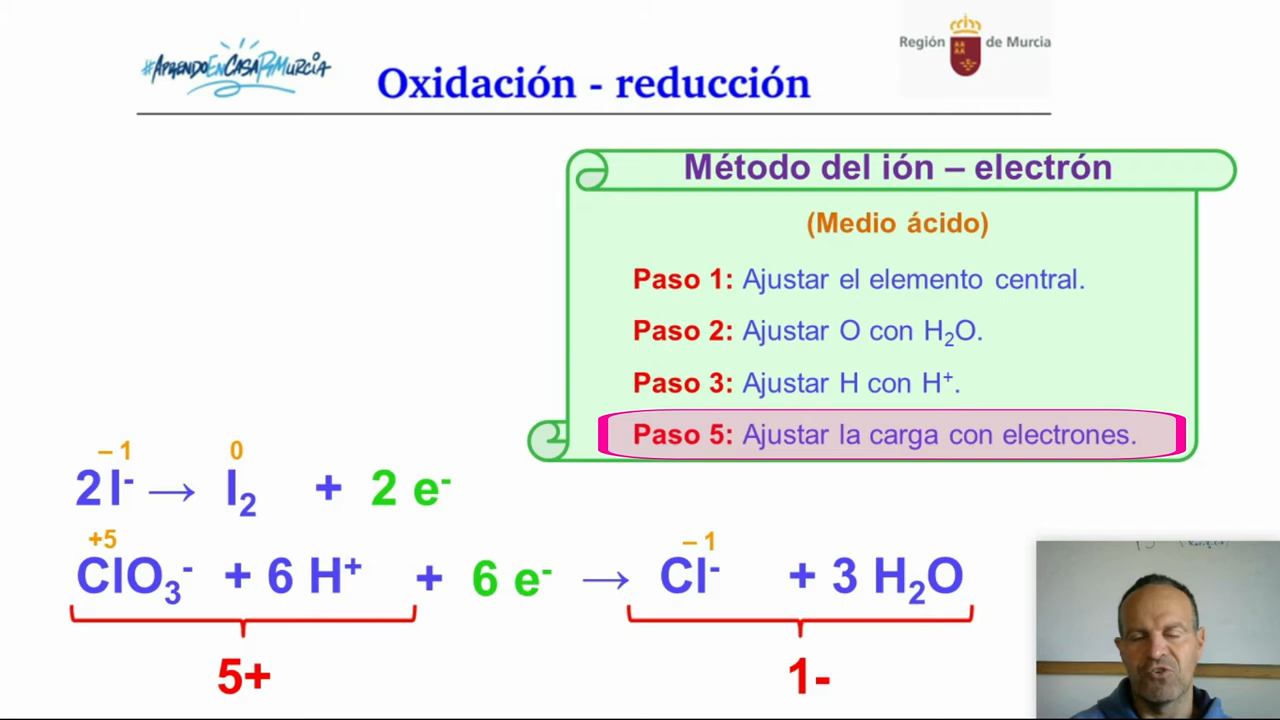 #AprendoEnCasaRMurcia
Oxidación - reducción
Región de Murcia
Método del ión – electrón
(Medio ácido)
Paso 1: Ajustar el elemento central.
Paso 2: Ajustar O con H₂O.
Paso 3: Ajustar H con H⁺.
Paso 5: Ajustar la carga con electrones.
– 1 0
2 I⁻ → I₂ + 2 e⁻
+5 – 1
ClO₃⁻ + 6 H⁺ + 6 e⁻ → Cl⁻ + 3 H₂O
5+ 1-